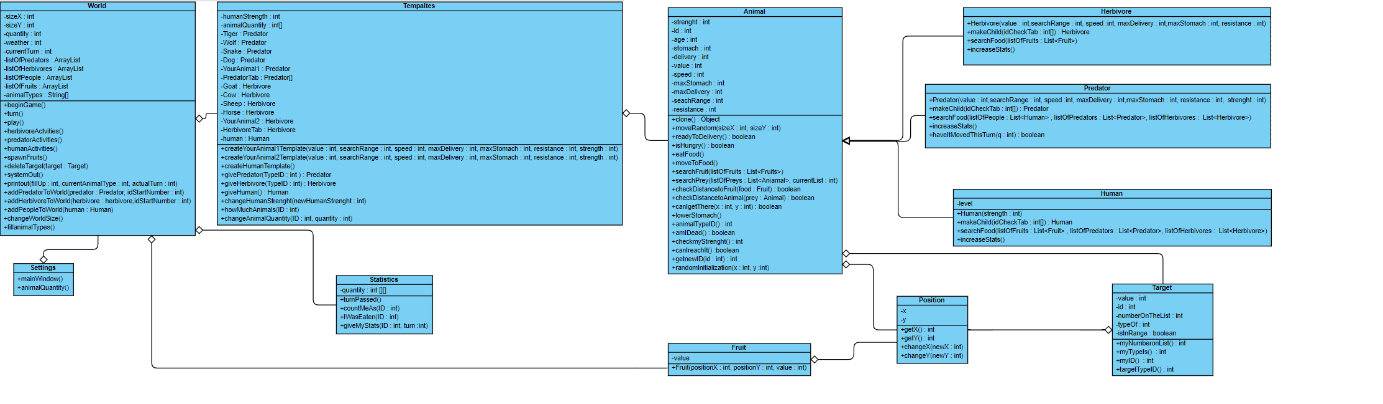 World
-sizeX : int
-sizeY : int
-quantity : int
-weather : int
-currentTurn : int
-listOfPredators : ArrayList
-listOfHerbivores : ArrayList
-listOfPeople : ArrayList
-listOfFruits : ArrayList
-animalTypes : String[]
+beginGame()
+turn()
+play()
+herbivoreActvities()
+predatorActivities()
+humanActivities()
+spawnFruits()
+deleteTarget(target : Target)
+systemOut()
+printout(fillUp : int, currentAnimalType : int, actualTurn : int)
+addPredatorToWorld(predator : Predator, idStartNumber : int)
+addHerbivoreToWorld(herbivore : herbivore,idStartNumber : int)
+addPeopleToWorld(human : Human)
+changeWorldSize()
+fillanimalTypes()
Settings
+mainWindow()
+animalQuantity()
Tempaltes
-humanStrength : int
-animalQuantity : int[]
-Tiger : Predator
-Wolf : Predator
-Snake : Predator
-Dog : Predator
-YourAnimal1 : Predator
-PredatorTab : Predator[]
-Goat : Herbivore
-Cow : Herbivore
-Sheep : Herbivore
-Horse : Herbivore
-YourAnimal2 : Herbivore
-HerbivoreTab : Herbivore
-human : Human
+createYourAnimal1Template(value : int, searchRange : int, speed : int, maxDelivery : int, maxStomach : int, resistance : int, strength : int)
+createYourAnimal2Template(value : int, searchRange : int, speed : int, maxDelivery : int, maxStomach : int, resistance : int, strength : int)
+createHumanTemplate()
+givePredator(TypeID : int ) : Predator
+giveHerbivore(TypeID : int) : Herbivore
+giveHuman() : Human
+changeHumanStrenght(newHumanStrenght : int)
+howMuchAnimals(ID : int)
+changeAnimalQuantity(ID : int, quantity : int)
Statistics
-quantity : int [][]
+turnPassed()
+countMeAs(ID : int)
+IWasEaten(ID : int)
+giveMyStats(ID : int, turn :int)
Animal
-strenght : int
-id : int
-age : int
-stomach : int
-delivery : int
-value : int
-speed : int
-maxStomach : int
-maxDelivery : int
-seachRange : int
-resistance : int
+clone() : Object
+moveRandom(sizeX : int, sizeY : int)
+readyToDelivery() : boolean
+isHungry() : boolean
+eatFood()
+moveToFood()
+searchFruit(listOfFruits : List<Fruits>)
+searchPrey(listOfPreys : List<Aniamal>, currentList : int)
+checkDistancetoFruit(food : Fruit) : boolean
+checkDistancetoAnimal(prey : Animal) : boolean
+canIgetThere(x : int, y : int) : boolean
+lowerStomach()
+animalTypeID() : int
+amIDead() : boolean
+checkmyStrenght() : int
+canIreachIt() :boolean
+getnewID(id : int) : int
+randomInitialization(x : int, y :int)
Fruit
-value
+Fruit(positionX : int, positionY : int, value : int)
Herbivore
+Herbivore(value : int,searchRange : int, speed :int, maxDelivery : int,maxStomach : int, resistance : int)
+makeChild(idCheckTab : int[]) : Herbivore
+searchFood(listOfFruits : List<Fruit>)
+increaseStats()
Predator
+Predator(value : int,searchRange : int, speed :int, maxDelivery : int,maxStomach : int, resistance : int, strenght : int)
+makeChild(idCheckTab : int[]) : Predator
+searchFood(listOfPeople : List<Human> , listOfPredators : List<Predator>, listOfHerbivores : List<Herbivore>)
+increaseStats()
+haveItMovedThisTurn(q : int) : boolean
Human
-level
+Human(strength : int)
+makeChild(idCheckTab : int[]) : Human
+searchFood(listOfFruits : List<Fruit> , listOfPredators : List<Predator>, listOfHerbivores : List<Herbivore>)
+increaseStats()
Position
-x
-y
+getX() : int
+getY() : int
+changeX(newX : int)
+changeY(newY : int)
Target
-value : int
-id : int
-numberOnTheList : int
-typeOf : int
-isInRange : boolean
+myNumberonList() : int
+myTypeIs() : int
+myID() : int
+targetTypeID() : int